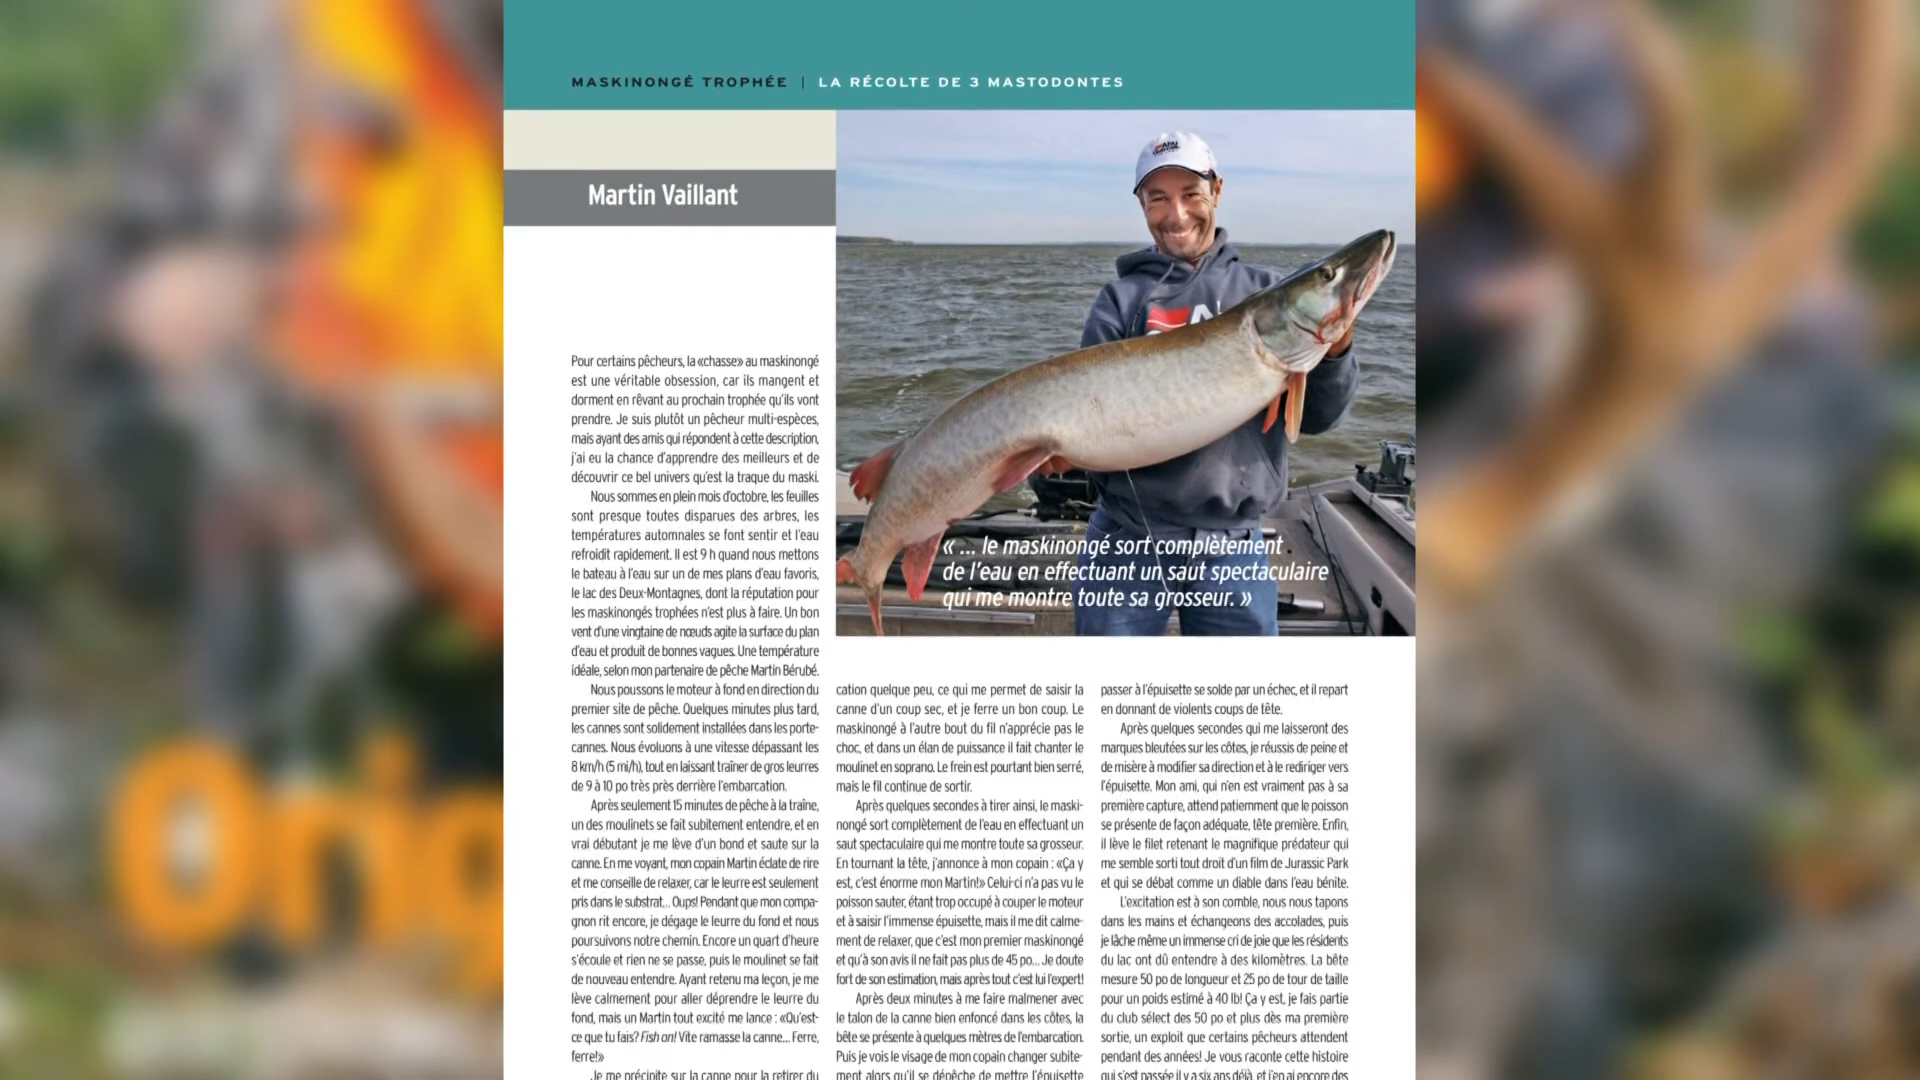 MASKINONGÉ TROPHÉE | LA RÉCOLTE DE 3 MASTODONTES
Martin Vaillant
Pour certains pêcheurs, la «chasse» au maskinongé
est une véritable obsession, car ils mangent et
dorment en rêvant au prochain trophée qu'ils vont
prendre. Je suis plutôt un pêcheur multi-espèces,
mais ayant des amis qui répondent à cette description,
j'ai eu la chance d'apprendre des meilleurs et de
découvrir ce bel univers qu'est la traque du maski.
Nous sommes en plein mois d'octobre, les feuilles
sont presque toutes disparues des arbres, les
températures automnales se font sentir et l'eau
refroidit rapidement. Il est 9 h quand nous mettons
le bateau à l'eau sur un de mes plans d'eau favoris,
le lac des Deux-Montagnes, dont la réputation pour
les maskinongés trophées n'est plus à faire. Un bon
vent d'une vingtaine de nœuds agite la surface du plan
d'eau et produit de bonnes vagues. Une température
idéale, selon mon partenaire de pêche Martin Bérubé.
Nous poussons le moteur à fond en direction du
premier site de pêche. Quelques minutes plus tard,
les cannes sont solidement installées dans les porte-
cannes. Nous évoluons à une vitesse dépassant les
8 km/h (5 mi/h), tout en laissant traîner de gros leurres
de 9 à 10 po très près derrière l'embarcation.
Après seulement 15 minutes de pêche à la traîne,
un des moulinets se fait subitement entendre, et en
vrai débutant je me lève d'un bond et saute sur la
canne. En me voyant, mon copain Martin éclate de rire
et me conseille de relaxer, car le leurre est seulement
pris dans le substrat... Oups! Pendant que mon compa-
gnon rit encore, je dégage le leurre du fond et nous
poursuivons notre chemin. Encore un quart d'heure
s'écoule et rien ne se passe, puis le moulinet se fait
de nouveau entendre. Ayant retenu ma leçon, je me
lève calmement pour aller déprendre le leurre du
fond, mais un Martin tout excité me lance : «Qu'est-
ce que tu fais? Fish on! Vite ramasse la canne... Ferre,
ferre!»
Je me précipite sur la canne pour la retirer du
« ... le maskinongé sort complètement
de l'eau en effectuant un saut spectaculaire
qui me montre toute sa grosseur. »
cation quelque peu, ce qui me permet de saisir la
canne d'un coup sec, et je ferre un bon coup. Le
maskinongé à l'autre bout du fil n'apprécie pas le
choc, et dans un élan de puissance il fait chanter le
moulinet en soprano. Le frein est pourtant bien serré,
mais le fil continue de sortir.
Après quelques secondes à tirer ainsi, le maski-
nongé sort complètement de l'eau en effectuant un
saut spectaculaire qui me montre toute sa grosseur.
En tournant la tête, j'annonce à mon copain : «Ça y
est, c'est énorme mon Martin!» Celui-ci n'a pas vu le
poisson sauter, étant trop occupé à couper le moteur
et à saisir l'immense épuisette, mais il me dit calme-
ment de relaxer, que c'est mon premier maskinongé
et qu'à son avis il ne fait pas plus de 45 po... Je doute
fort de son estimation, mais après tout c'est lui l'expert!
Après deux minutes à me faire malmener avec
le talon de la canne bien enfoncé dans les côtes, la
bête se présente à quelques mètres de l'embarcation.
Puis je vois le visage de mon copain changer subite-
ment alors qu'il se dépêche de mettre l'épuisette
passer à l'épuisette se solde par un échec, et il repart
en donnant de violents coups de tête.
Après quelques secondes qui me laisseront des
marques bleutées sur les côtes, je réussis de peine et
de misère à modifier sa direction et à le rediriger vers
l'épuisette. Mon ami, qui n'en est vraiment pas à sa
première capture, attend patiemment que le poisson
se présente de façon adéquate, tête première. Enfin,
il lève le filet retenant le magnifique prédateur qui
me semble sorti tout droit d'un film de Jurassic Park
et qui se débat comme un diable dans l'eau bénite.
L'excitation est à son comble, nous nous tapons
dans les mains et échangeons des accolades, puis
je lâche même un immense cri de joie que les résidents
du lac ont dû entendre à des kilomètres. La bête
mesure 50 po de longueur et 25 po de tour de taille
pour un poids estimé à 40 lb! Ça y est, je fais partie
du club sélect des 50 po et plus dès ma première
sortie, un exploit que certains pêcheurs attendent
pendant des années! Je vous raconte cette histoire
qui s'est passée il y a six ans déjà, et j'en ai encore des
Orig